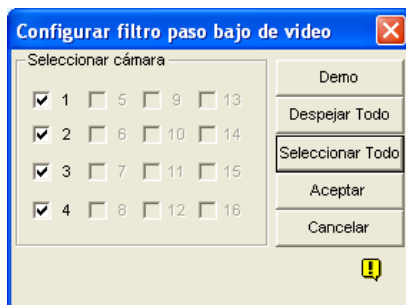 Configurar filtro paso bajo de video
Seleccionar cámara
1 5 9 13
2 6 10 14
3 7 11 15
4 8 12 16
Demo
Despejar Todo
Seleccionar Todo
Aceptar
Cancelar
!